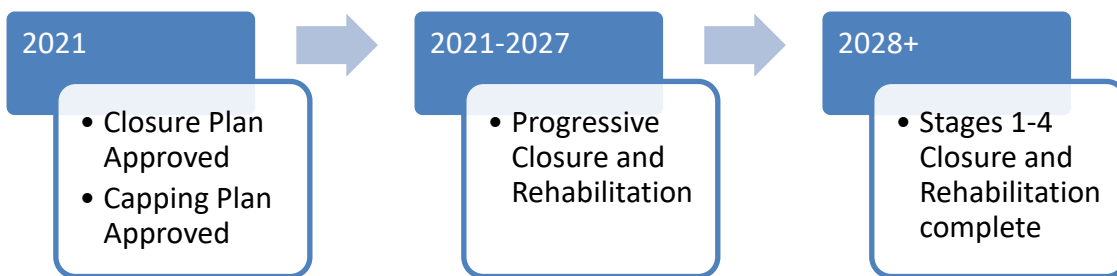 2021
• Closure Plan
Approved
• Capping Plan
Approved
2021-2027
• Progressive
Closure and
Rehabilitation
2028+
• Stages 1-4
Closure and
Rehabilitation
complete